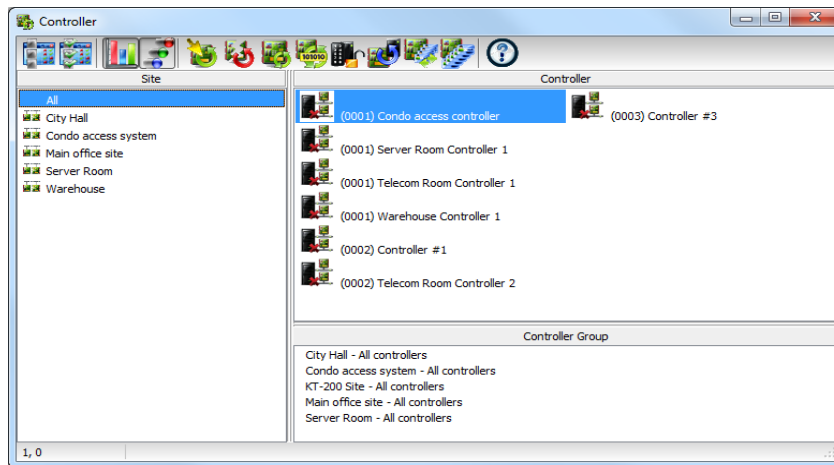 Controller
101010
Site
Controller
All
City Hall
Condo access system
Main office site
Server Room
Warehouse
(0001) Condo access controller
(0003) Controller #3
(0001) Server Room Controller 1
(0001) Telecom Room Controller 1
(0001) Warehouse Controller 1
(0002) Controller #1
(0002) Telecom Room Controller 2
Controller Group
City Hall - All controllers
Condo access system - All controllers
KT-200 Site - All controllers
Main office site - All controllers
Server Room - All controllers
1, 0